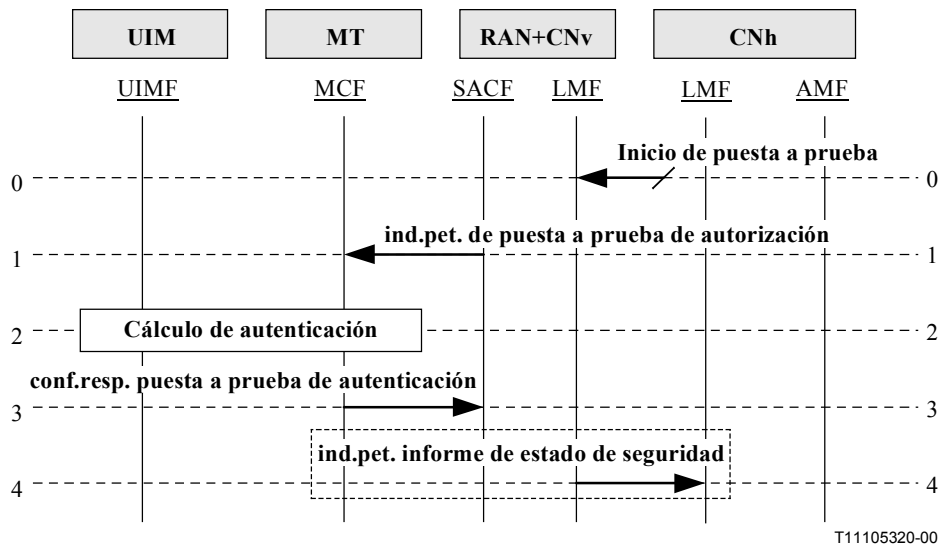 UIM MT RAN+CNv CNh
UIMF MCF SACF LMF LMF AMF
Inicio de puesta a prueba
0 0
ind.pet. de puesta a prueba de autorización
1 1
Cálculo de autenticación
2 2
conf.resp. puesta a prueba de autenticación
3 3
ind.pet. informe de estado de seguridad
4 4
T11105320-00